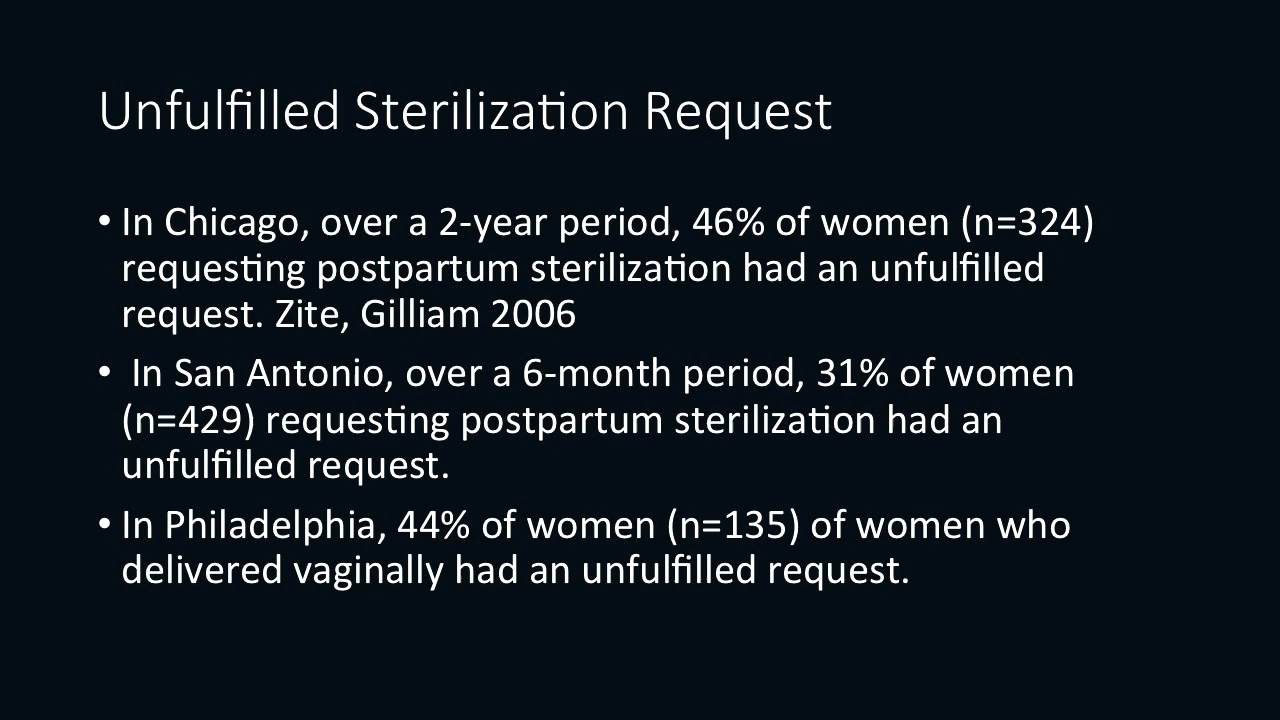 Unfulfilled Sterilization Request
• In Chicago, over a 2-year period, 46% of women (n=324)
requesting postpartum sterilization had an unfulfilled
request. Zite, Gilliam 2006
• In San Antonio, over a 6-month period, 31% of women
(n=429) requesting postpartum sterilization had an
unfulfilled request.
• In Philadelphia, 44% of women (n=135) of women who
delivered vaginally had an unfulfilled request.